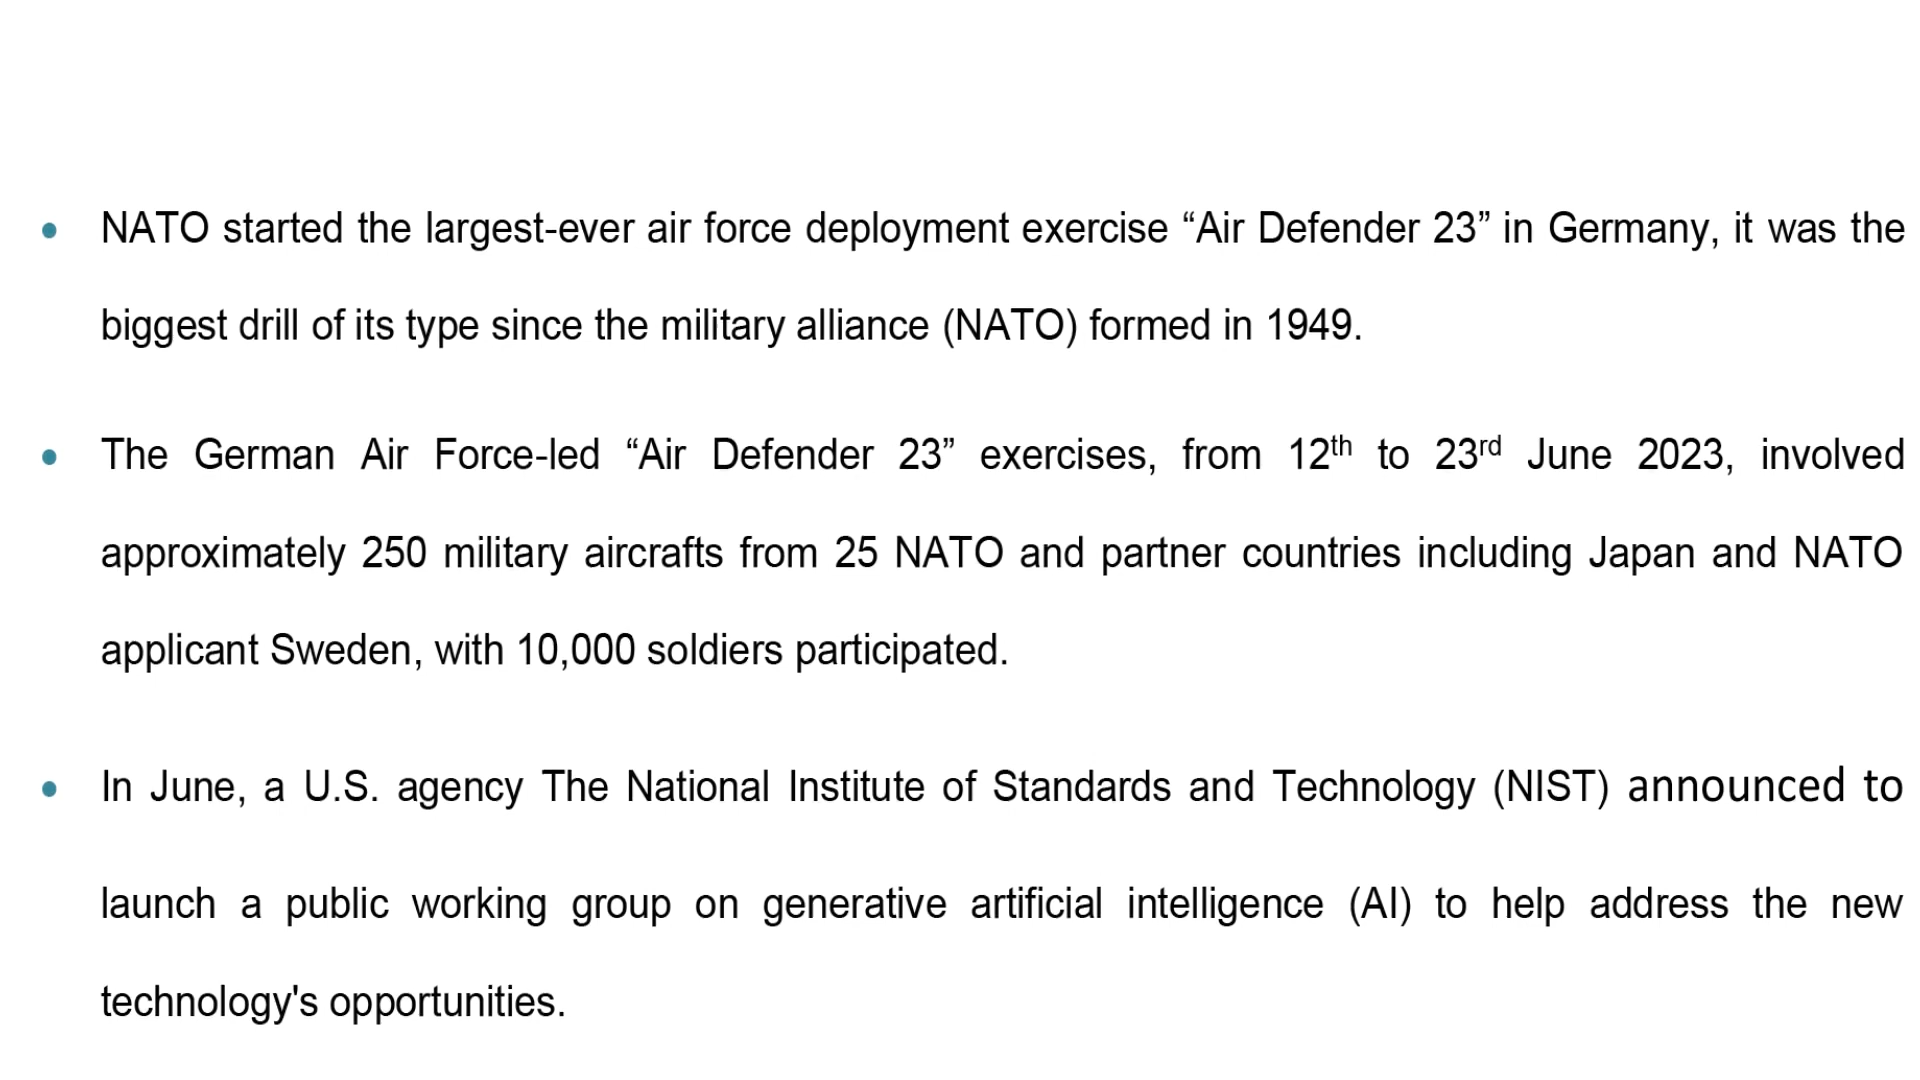 • NATO started the largest-ever air force deployment exercise “Air Defender 23” in Germany, it was the
biggest drill of its type since the military alliance (NATO) formed in 1949.
• The German Air Force-led “Air Defender 23” exercises, from 12th to 23rd June 2023, involved
approximately 250 military aircrafts from 25 NATO and partner countries including Japan and NATO
applicant Sweden, with 10,000 soldiers participated.
• In June, a U.S. agency The National Institute of Standards and Technology (NIST) announced to
launch a public working group on generative artificial intelligence (AI) to help address the new
technology's opportunities.